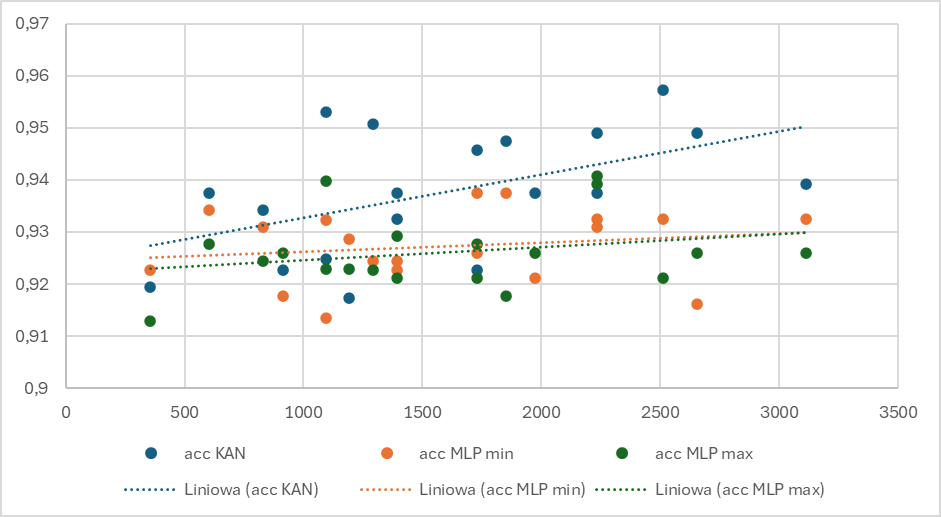 0,97
0,96
0,95
0,94
0,93
0,92
0,91
0,9
0 500 1000 1500 2000 2500 3000 3500
acc KAN acc MLP min acc MLP max
Liniowa (acc KAN) Liniowa (acc MLP min) Liniowa (acc MLP max)